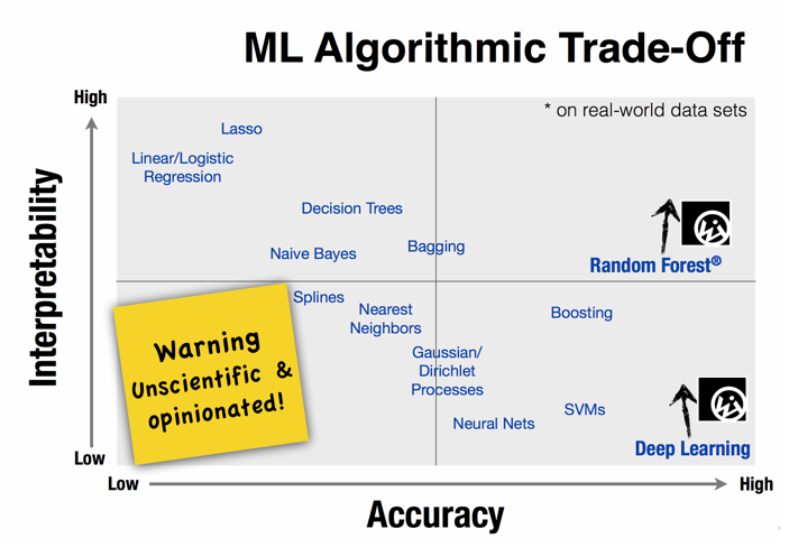 ML Algorithmic Trade-Off
High
* on real-world data sets
Lasso
Linear/Logistic
Regression
Decision Trees
Naive Bayes
Bagging
Random Forest®
Interpretability
Splines
Nearest
Neighbors
Boosting
Warning
Unscientific &
opinionated!
Gaussian/
Dirichlet
Processes
Neural Nets
SVMs
Deep Learning
Low
Low
High
Accuracy